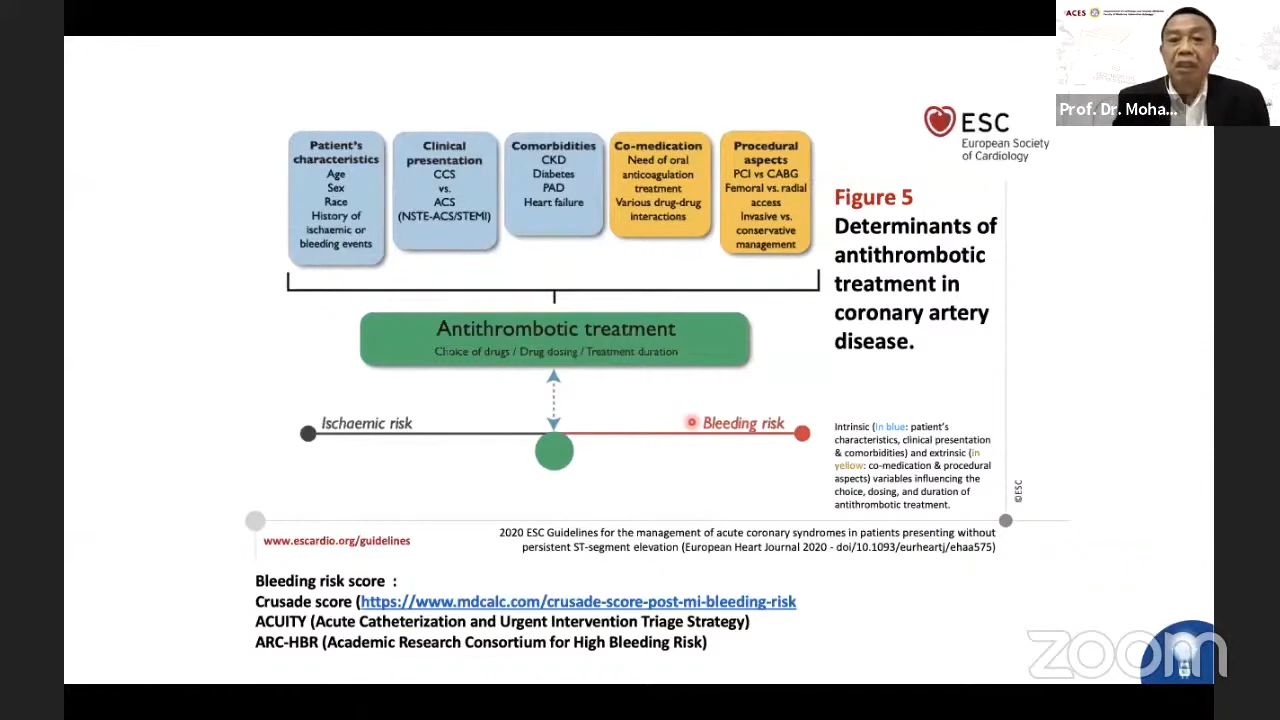 ACES
Prof. Dr. Moha...
ESC
European Society
of Cardiology
Patient's
characteristics
Age
Sex
Race
History of
ischaemic or
bleeding events
Clinical
presentation
CCS
vs.
ACS
(NSTE-ACS/STEMI)
Comorbidities
CKD
Diabetes
PAD
Heart failure
Co-medication
Need of oral
anticoagulation
treatment
Various drug-drug
interactions
Procedural
aspects
PCI vs CABG
Femoral vs. radial
access
Invasive vs.
conservative
management
Figure 5
Determinants of
antithrombotic
treatment in
coronary artery
disease.
Antithrombotic treatment
Choice of drugs / Drug dosing / Treatment duration
Ischaemic risk
Bleeding risk
Intrinsic (in blue: patient's
characteristics, clinical presentation
& comorbidities) and extrinsic (in
yellow: co-medication & procedural
aspects) variables influencing the
choice, dosing, and duration of
antithrombotic treatment.
©ESC
www.escardio.org/guidelines
2020 ESC Guidelines for the management of acute coronary syndromes in patients presenting without
persistent ST-segment elevation (European Heart Journal 2020 - doi/10.1093/eurheartj/ehaa575)
Bleeding risk score :
Crusade score (https://www.mdcalc.com/crusade-score-post-mi-bleeding-risk
ACUITY (Acute Catheterization and Urgent Intervention Triage Strategy)
ARC-HBR (Academic Research Consortium for High Bleeding Risk)
zoom